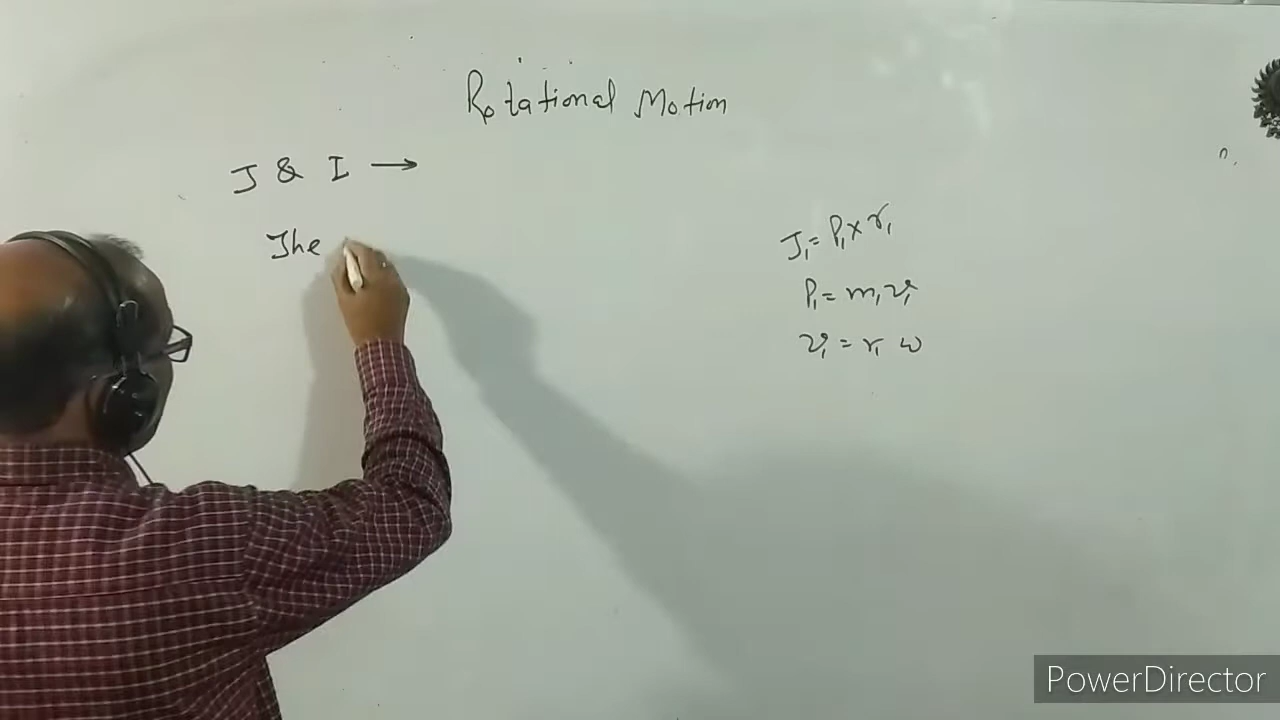 Rotational Motion
J & I →
The
J₁ = P₁ × r₁
P₁ = m₁v₁
v₁ = r₁ ω
PowerDirector